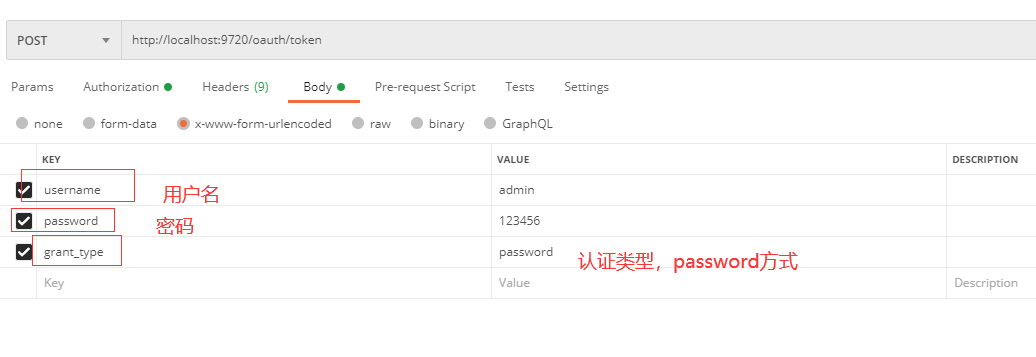 POST http://localhost:9720/oauth/token
Params Authorization Headers (9) Body Pre-request Script Tests Settings
none form-data x-www-form-urlencoded raw binary GraphQL
KEY VALUE DESCRIPTION
username 用户名 admin
password 密码 123456
grant_type password 认证类型，password方式
Key Value Description